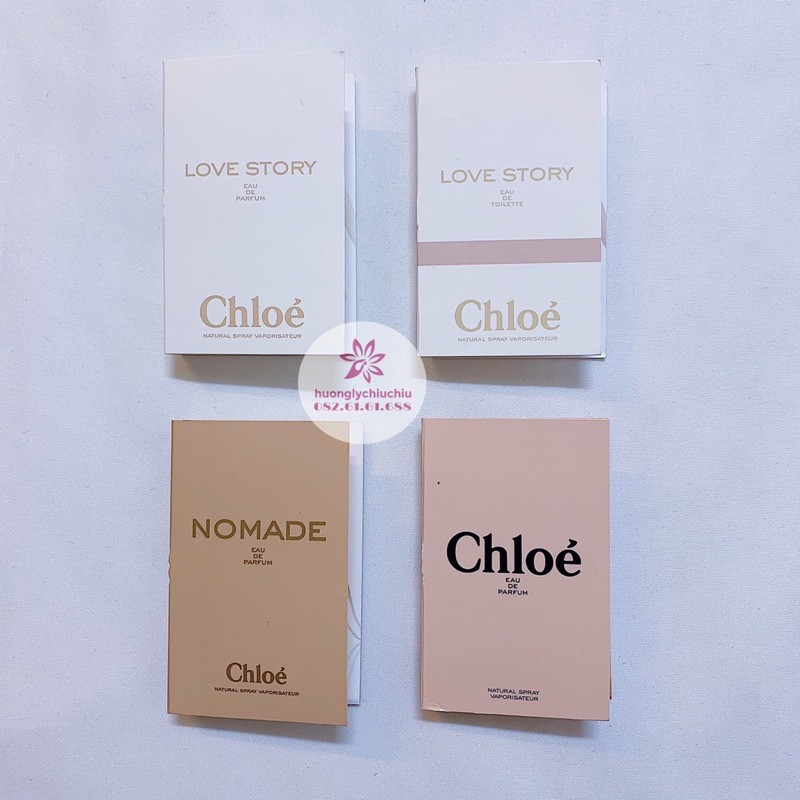 LOVE STORY
EAU
DE
PARFUM
Chloé
NATURAL SPRAY VAPORISATEUR
LOVE STORY
EAU
DE
TOILETTE
Chloé
NATURAL SPRAY VAPORISATEUR
huonglychiuchiu
082.61.61.688
NOMADE
EAU
DE
PARFUM
Chloé
NATURAL SPRAY VAPORISATEUR
Chloé
EAU
DE
PARFUM
NATURAL SPRAY
VAPORISATEUR